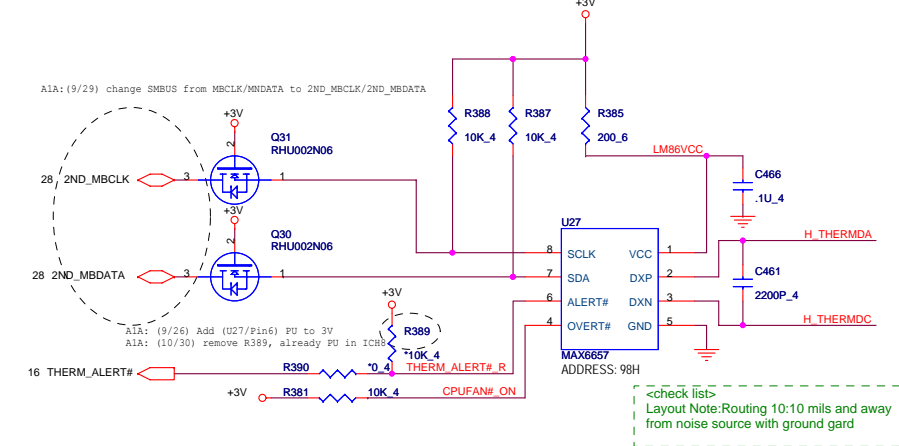 +3V
A1A:(9/29) change SMBUS from MBCLK/MNDATA to 2ND_MBCLK/2ND_MBDATA
+3V
Q31
RHU002N06
2
28 2ND_MBCLK 3 1
R388
10K_4
R387
10K_4
R385
200_6
LM86VCC
C466
.1U_4
+3V
Q30
RHU002N06
2
28 2ND_MBDATA 3 1
U27
8 SCLK VCC 1
7 SDA DXP 2
6 ALERT# DXN 3
4 OVERT# GND 5
MAX6657
ADDRESS: 98H
H_THERMDA
C461
2200P_4
H_THERMDC
+3V
A1A: (9/26) Add (U27/Pin6) PU to 3V
A1A: (10/30) remove R389, already PU in ICH8
R389
*10K_4
16 THERM_ALERT# R390 *0_4 THERM_ALERT#_R
+3V R381 10K_4 CPUFAN#_ON
<check list>
Layout Note:Routing 10:10 mils and away
from noise source with ground gard